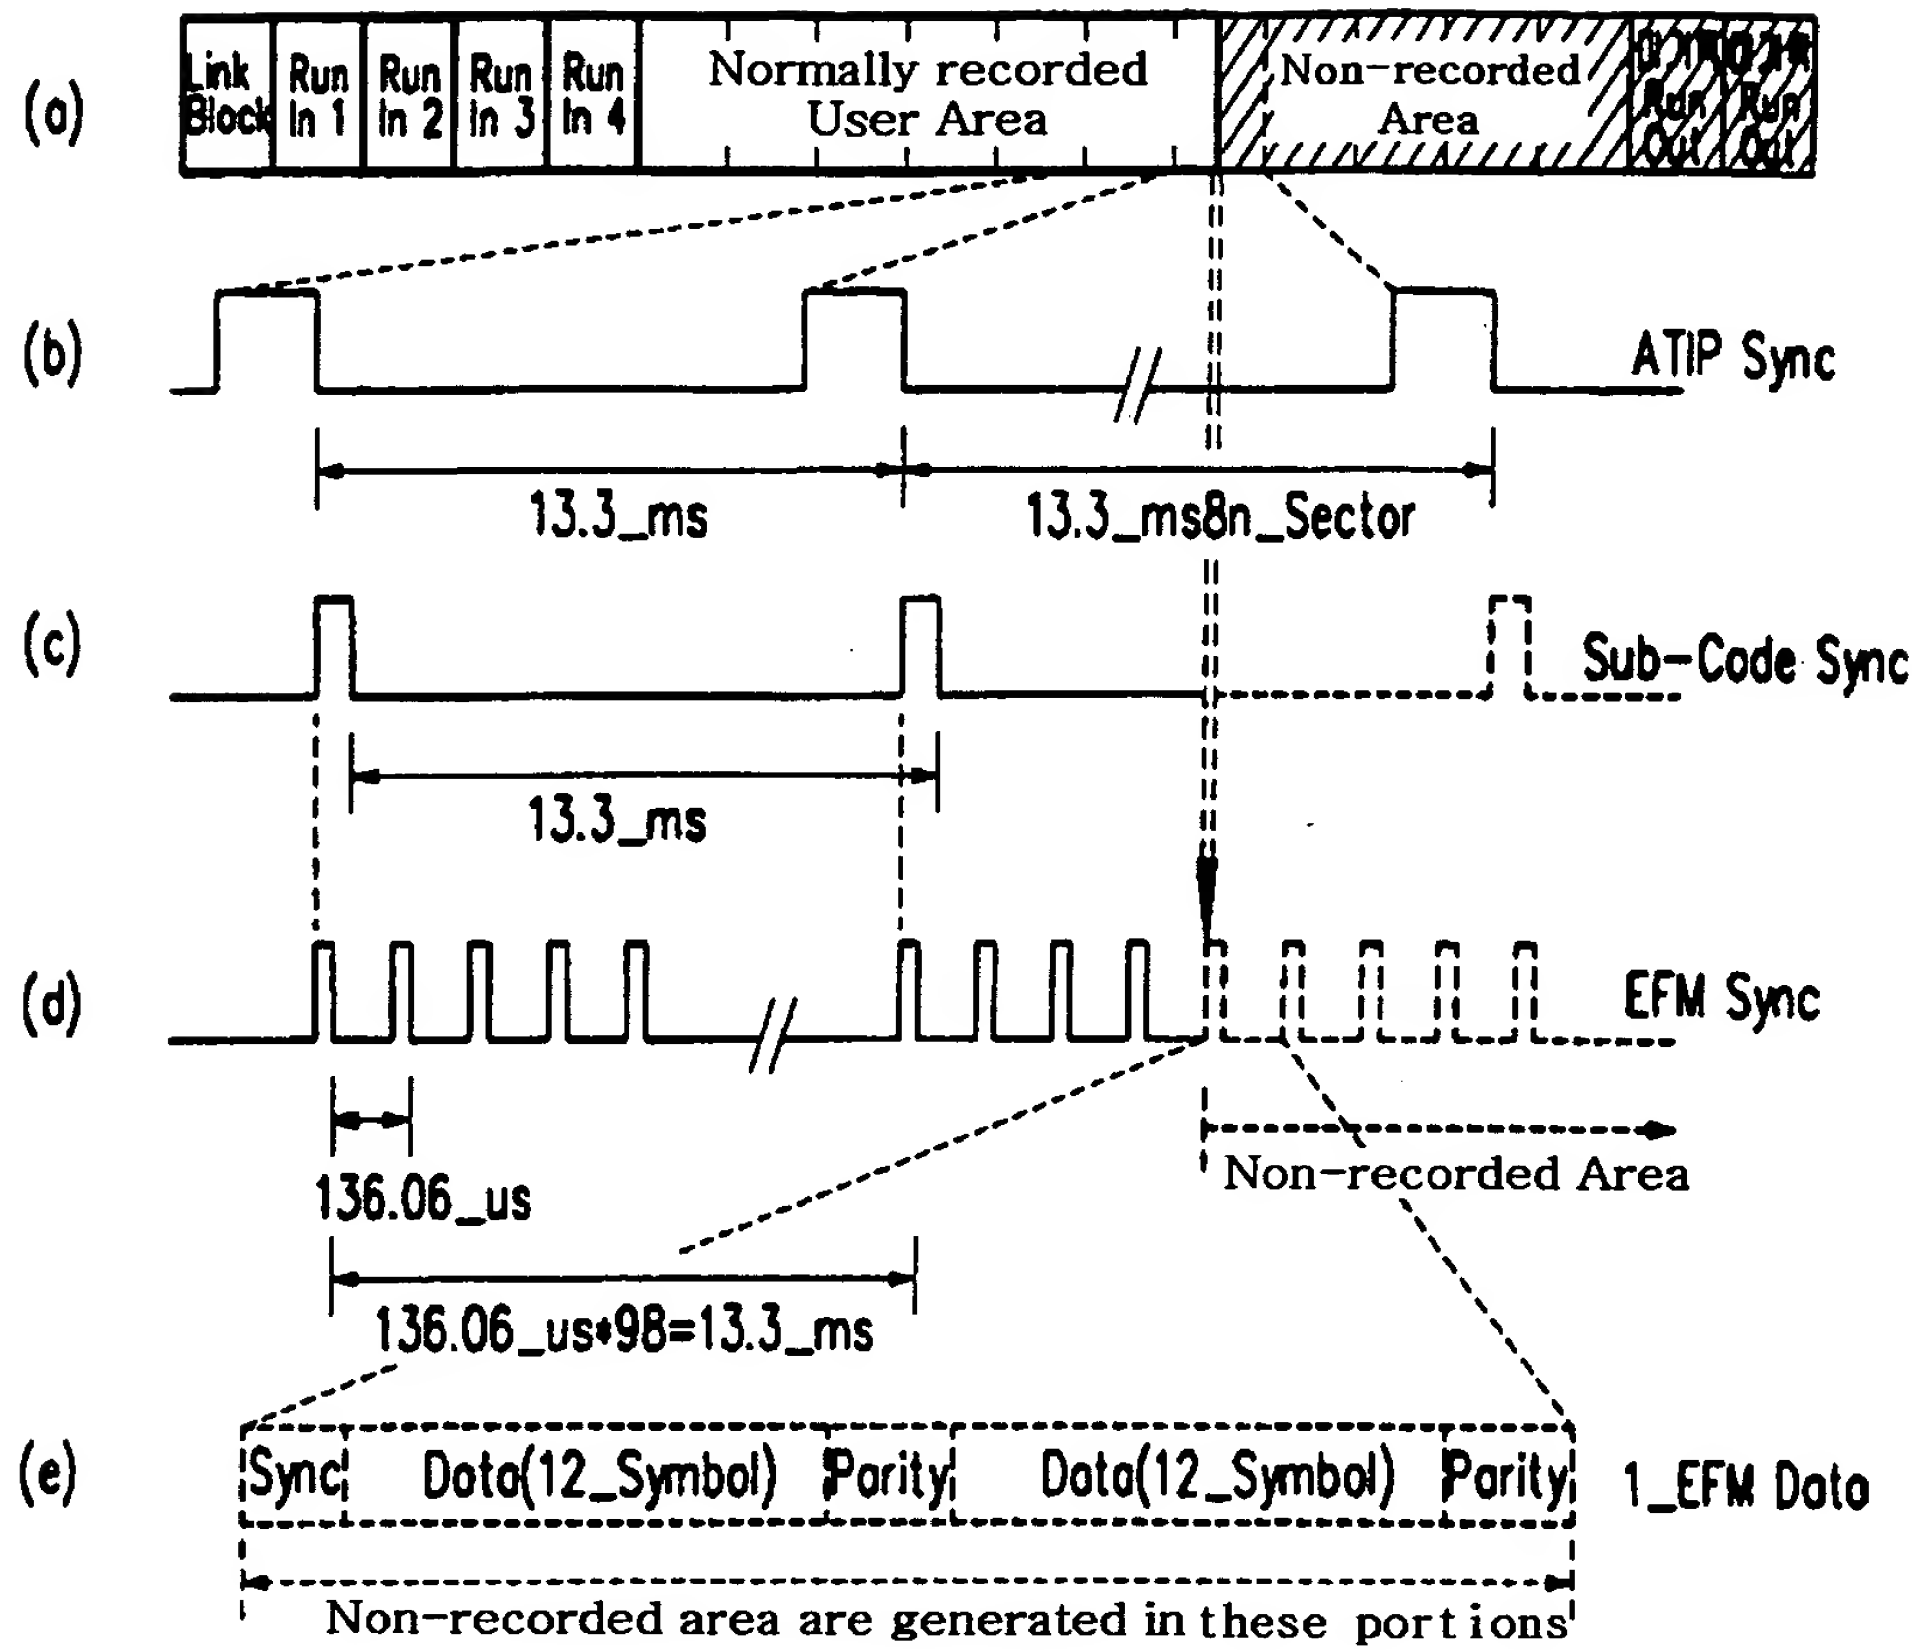 (a)
Link
Block
Run
In 1
Run
In 2
Run
In 3
Run
In 4
Normally recorded
User Area
Non-recorded
Area
Run
Out
Run
Out
(b)
ATIP Sync
13.3_ms
13.3_ms8n_Sector
(c)
Sub-Code Sync
13.3_ms
(d)
EFM Sync
136.06_us
Non-recorded Area
136.06_us*98=13.3_ms
(e)
Sync
Data(12_Symbol)
Parity
Data(12_Symbol)
Parity
1_EFM Data
Non-recorded area are generated in these portions